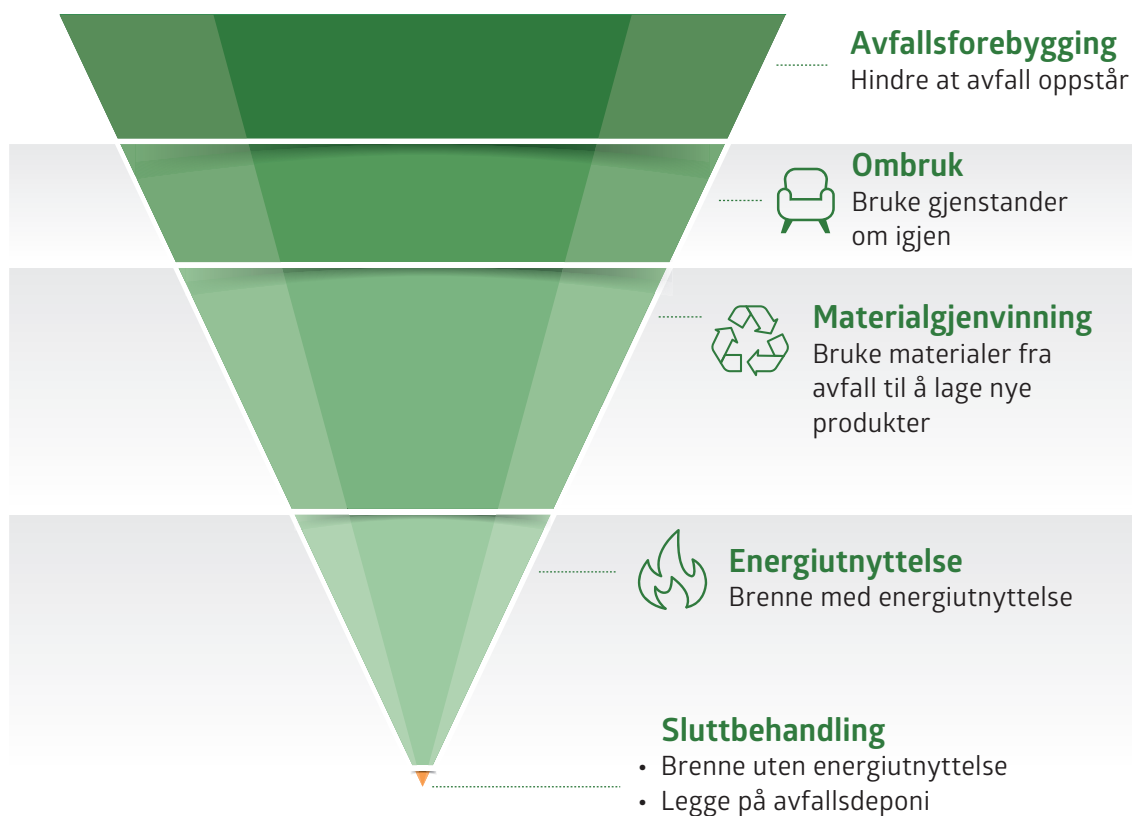 Avfallsforebygging
Hindre at avfall oppstår
Ombruk
Bruke gjenstander
om igjen
Materialgjenvinning
Bruke materialer fra
avfall til å lage nye
produkter
Energiutnyttelse
Brenne med energiutnyttelse
Sluttbehandling
• Brenne uten energiutnyttelse
• Legge på avfallsdeponi